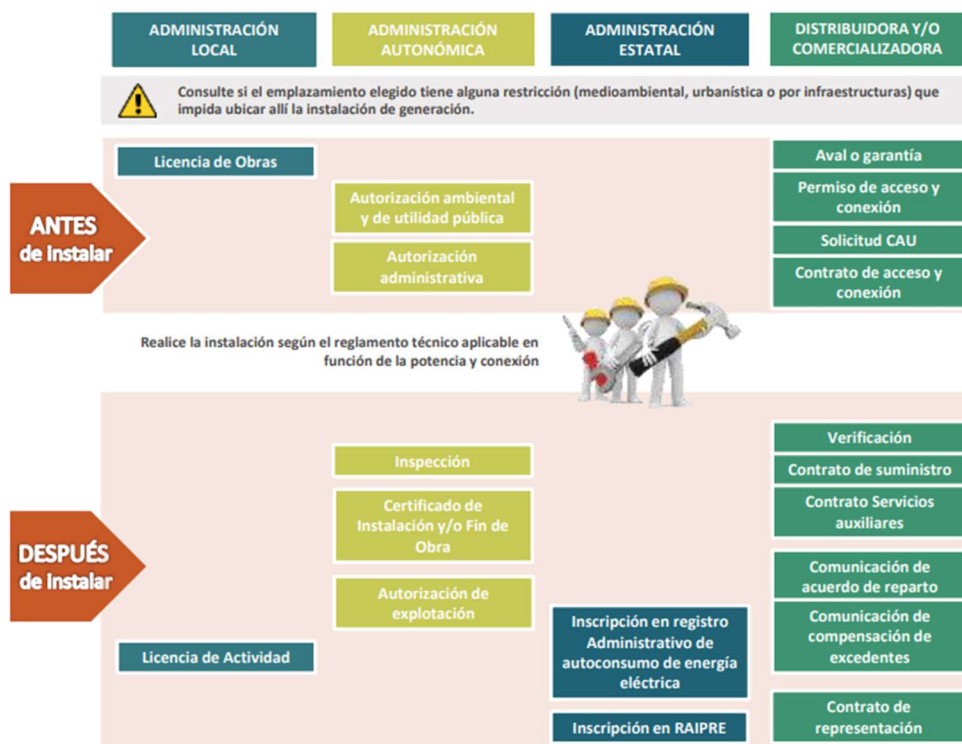 ADMINISTRACIÓN
LOCAL
ADMINISTRACIÓN
AUTONÓMICA
ADMINISTRACIÓN
ESTATAL
DISTRIBUIDORA Y/O
COMERCIALIZADORA
Consulte si el emplazamiento elegido tiene alguna restricción (medioambiental, urbanística o por infraestructuras) que
impida ubicar allí la instalación de generación.
ANTES
de instalar
Licencia de Obras
Autorización ambiental
y de utilidad pública
Autorización
administrativa
Aval o garantía
Permiso de acceso y
conexión
Solicitud CAU
Contrato de acceso y
conexión
Realice la instalación según el reglamento técnico aplicable en
función de la potencia y conexión
DESPUÉS
de instalar
Licencia de Actividad
Inspección
Certificado de
Instalación y/o Fin de
Obra
Autorización de
explotación
Inscripción en registro
Administrativo de
autoconsumo de energía
eléctrica
Inscripción en RAIPRE
Verificación
Contrato de suministro
Contrato Servicios
auxiliares
Comunicación de
acuerdo de reparto
Comunicación de
compensación de
excedentes
Contrato de
representación